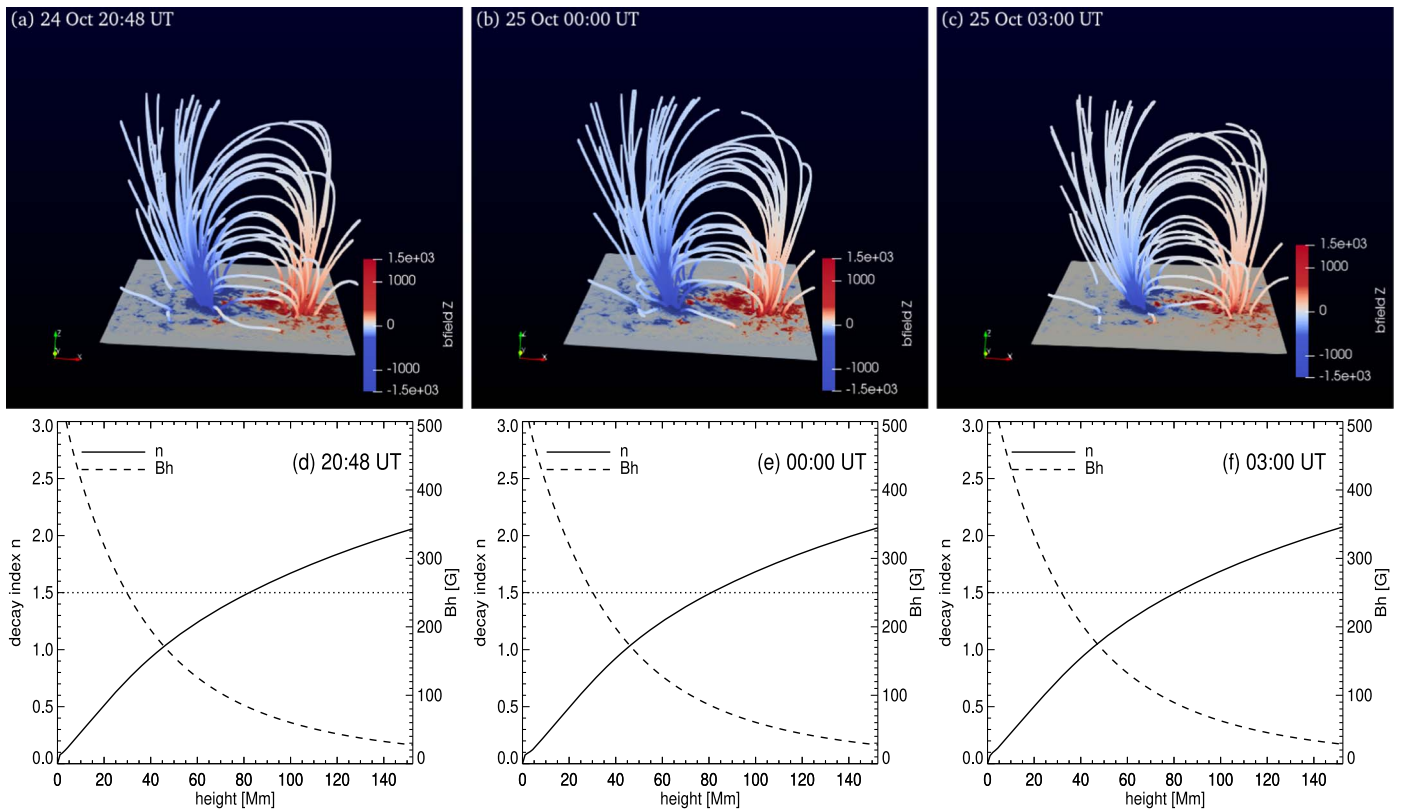 (a) 24 Oct 20:48 UT
1.5e+03
1000
0
-1000
-1.5e+03
bfield Z
z
Y
x
(b) 25 Oct 00:00 UT
1.5e+03
1000
0
-1000
-1.5e+03
bfield Z
Y
x
(c) 25 Oct 03:00 UT
1.5e+03
1000
0
-1000
-1.5e+03
bfield Z
z
Y
x
(d) 20:48 UT
n
Bh
decay index n
3.0
2.5
2.0
1.5
1.0
0.5
0.0
0 20 40 60 80 100 120 140
height [Mm]
500
400
300
200
100
0
Bh [G]
(e) 00:00 UT
n
Bh
decay index n
3.0
2.5
2.0
1.5
1.0
0.5
0.0
0 20 40 60 80 100 120 140
height [Mm]
500
400
300
200
100
0
Bh [G]
(f) 03:00 UT
n
Bh
decay index n
3.0
2.5
2.0
1.5
1.0
0.5
0.0
0 20 40 60 80 100 120 140
height [Mm]
500
400
300
200
100
0
Bh [G]